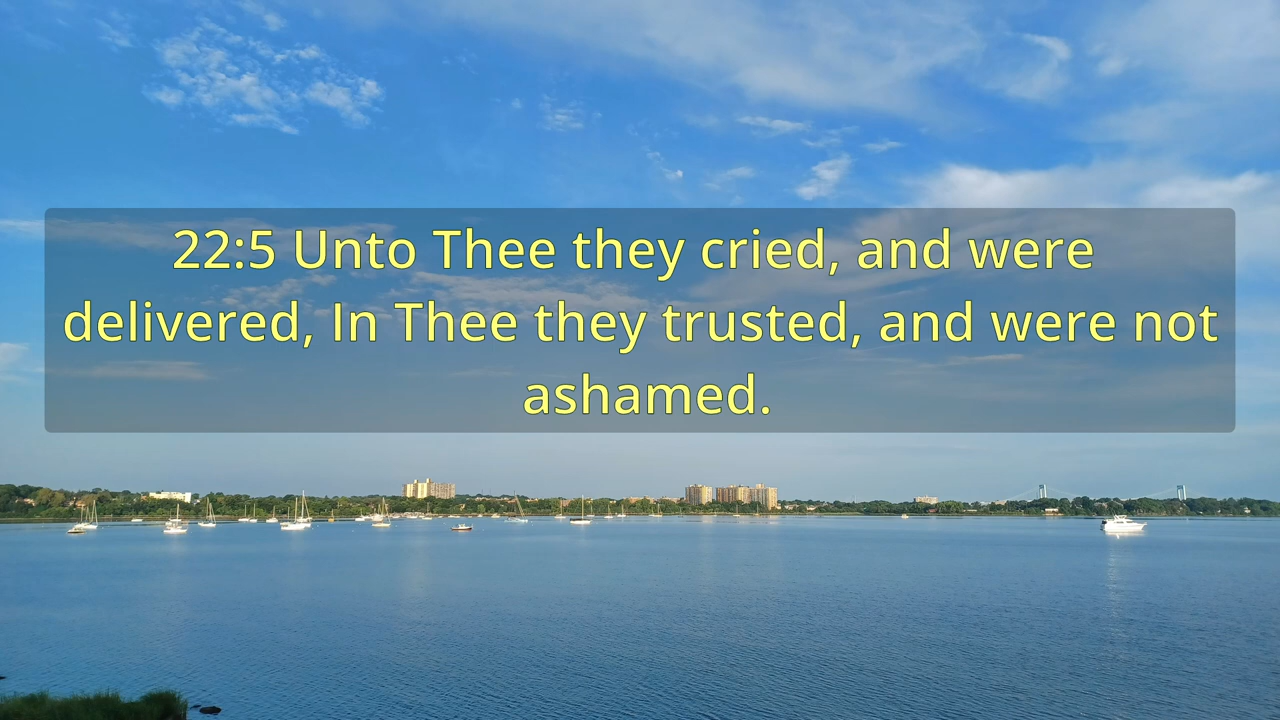 22:5 Unto Thee they cried, and were
delivered, In Thee they trusted, and were not
ashamed.